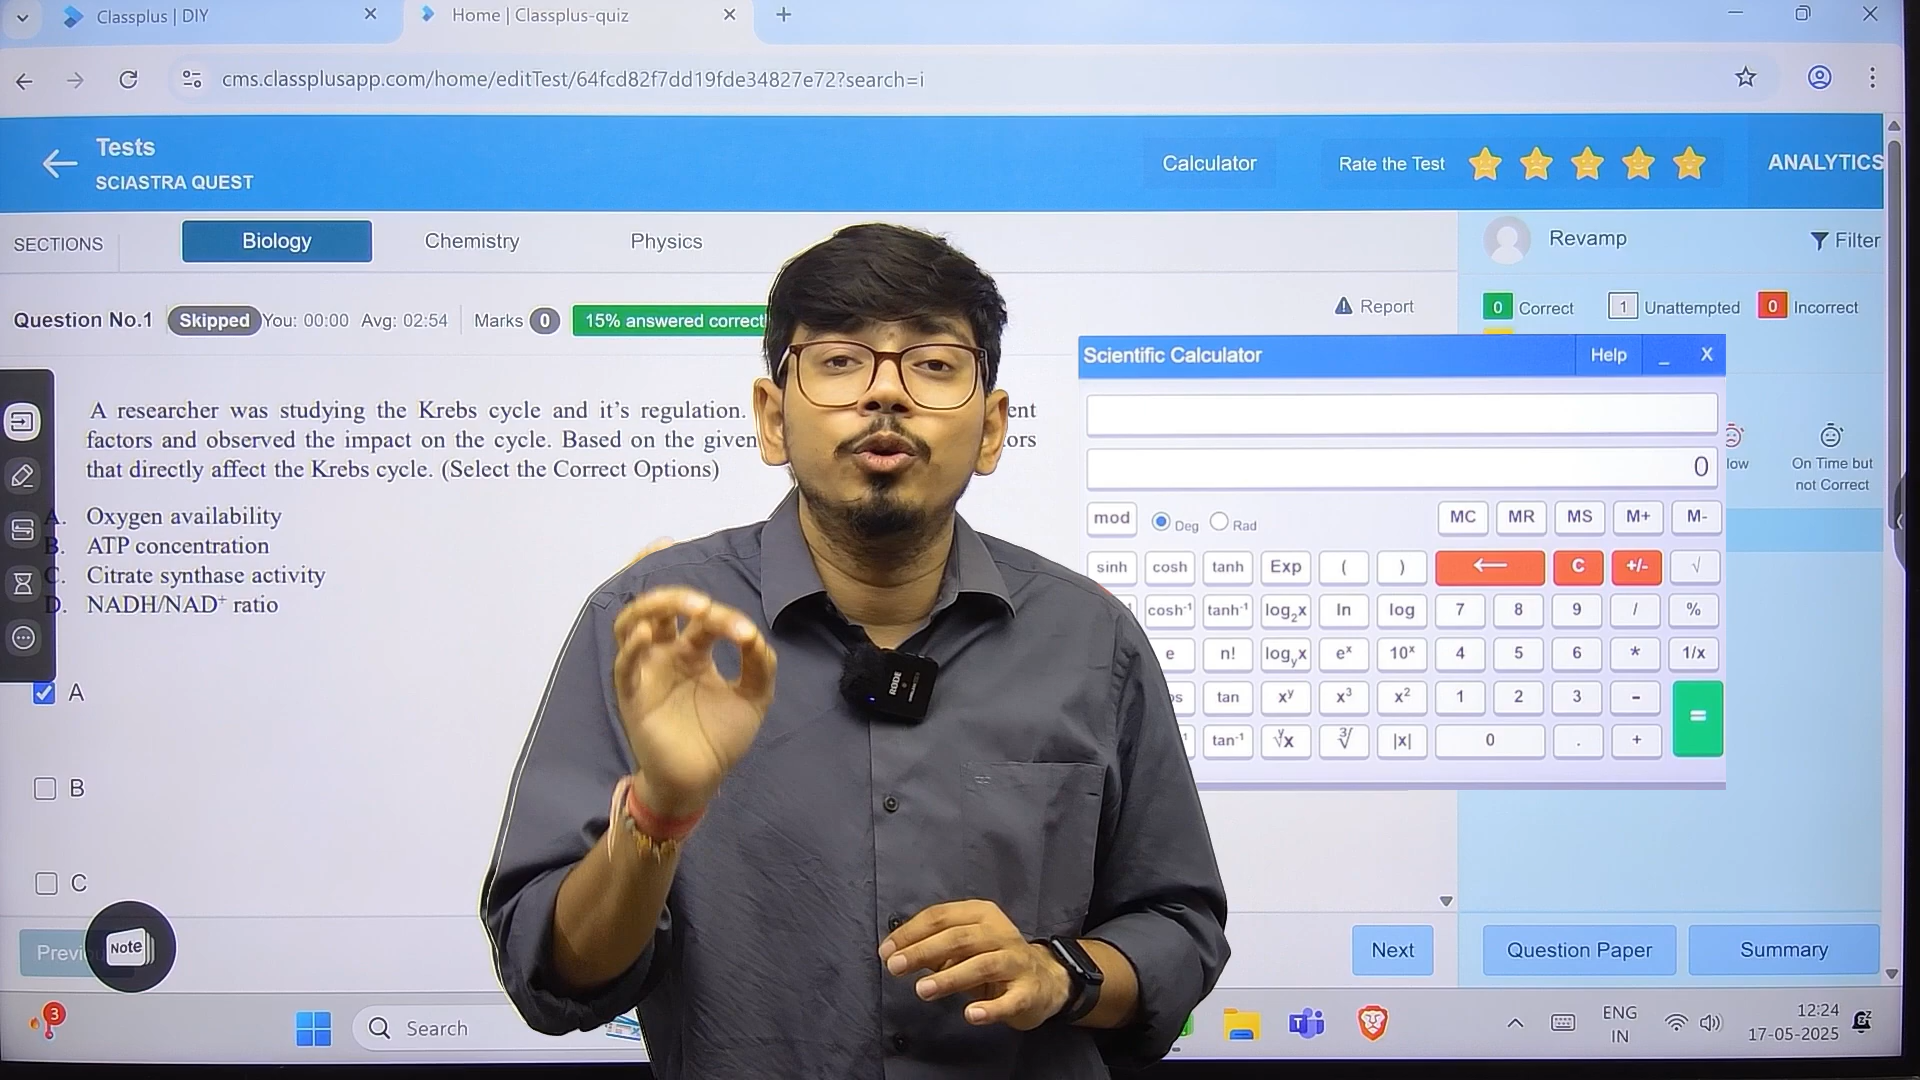 Classplus | DIY
Home | Classplus-quiz
cms.classplusapp.com/home/editTest/64fcd82f7dd19fde34827e72?search=i
Tests
SCIASTRA QUEST
Calculator
Rate the Test
ANALYTICS
SECTIONS
Biology
Chemistry
Physics
Revamp
Filter
Question No.1
Skipped
You: 00:00
Avg: 02:54
Marks 0
15% answered correct
Report
0 Correct
1 Unattempted
0 Incorrect
A researcher was studying the Krebs cycle and it's regulation.
factors and observed the impact on the cycle. Based on the given
that directly affect the Krebs cycle. (Select the Correct Options)
A. Oxygen availability
B. ATP concentration
C. Citrate synthase activity
D. NADH/NAD⁺ ratio
A
B
C
Scientific Calculator
Help _ X
0
mod Deg Rad MC MR MS M+ M-
sinh cosh tanh Exp ( ) ← C +/- √
cosh⁻¹ tanh⁻¹ log₂x ln log 7 8 9 / %
e n! logᵧx eˣ 10ˣ 4 5 6 * 1/x
tan xʸ x³ x² 1 2 3 - =
tan⁻¹ ʸ√x ³√ |x| 0 . +
On Time but
not Correct
RØDE
Note
Next
Question Paper
Summary
3
Search
ENG
IN
12:24
17-05-2025